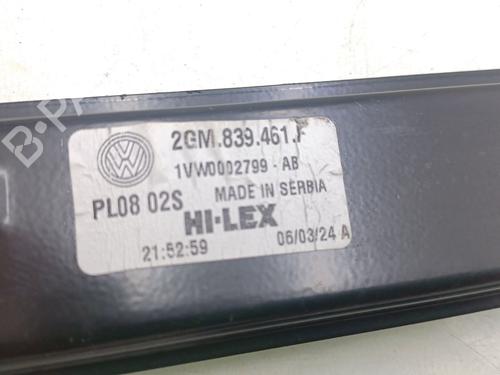 2GM.839.461.F
1VW0002799 - AB
PL08 02S
MADE IN SERBIA
HI-LEX
21:52:59
06/03/24 A